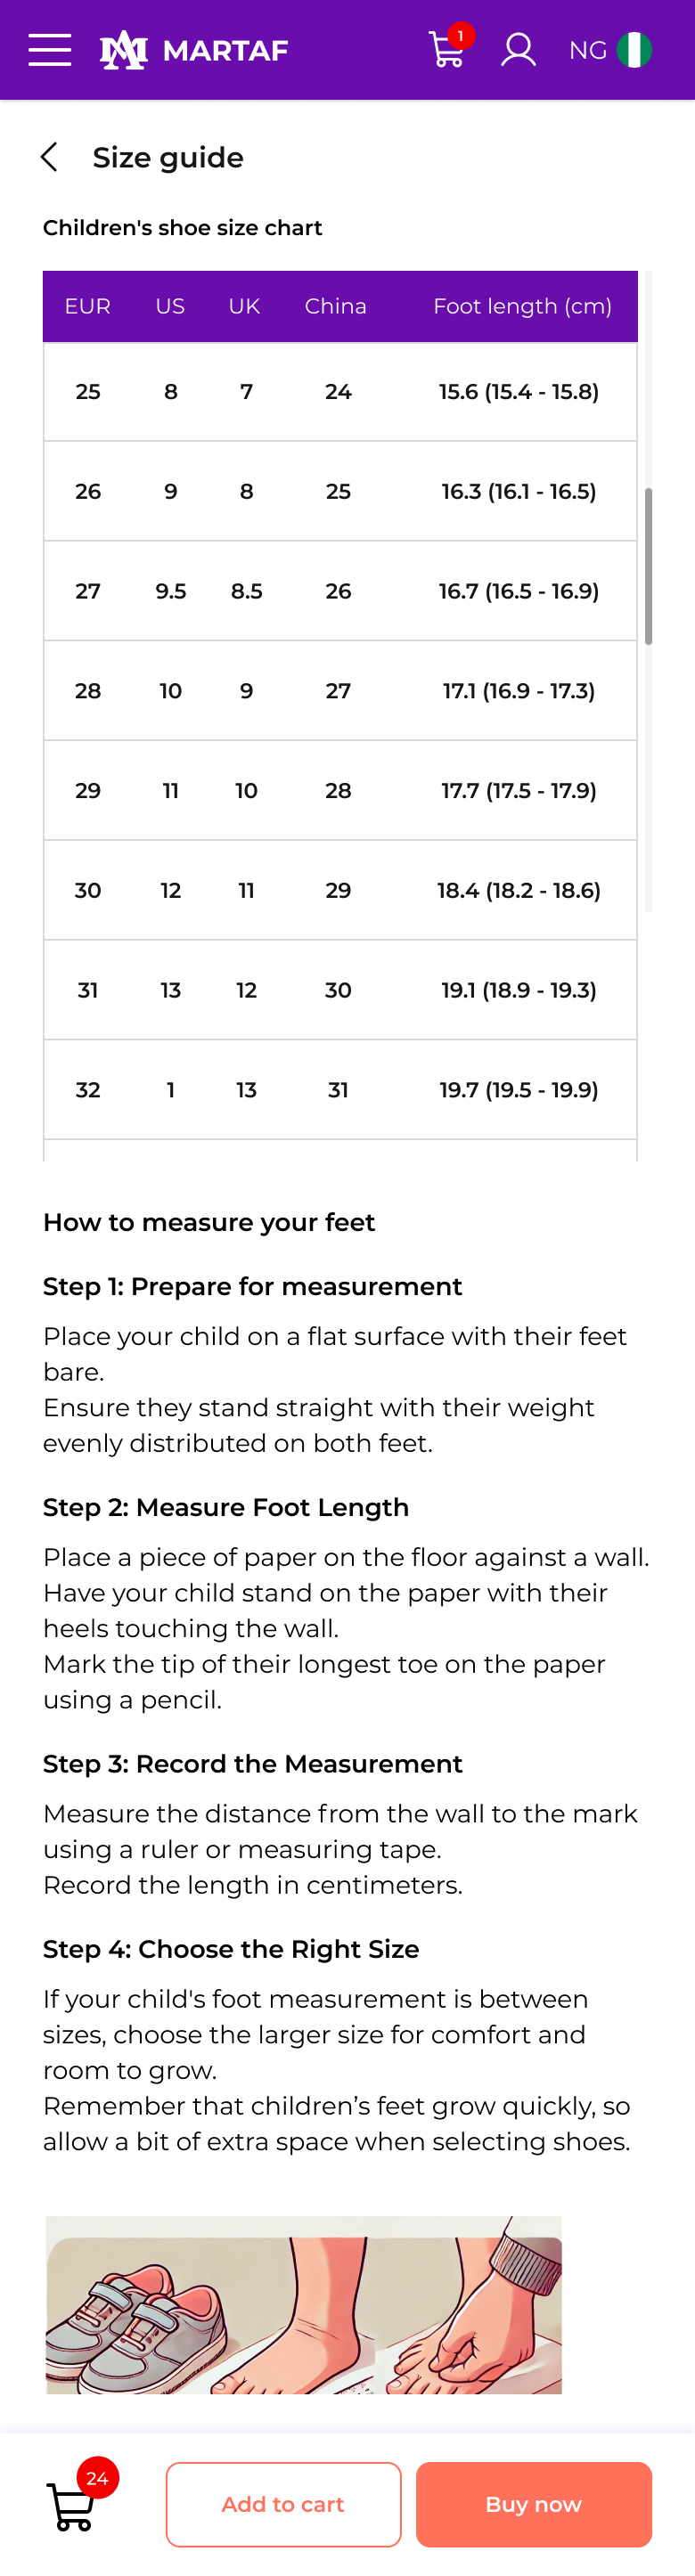 MARTAF
1
NG
Size guide
Children's shoe size chart
EUR US UK China Foot length (cm)
25 8 7 24 15.6 (15.4 - 15.8)
26 9 8 25 16.3 (16.1 - 16.5)
27 9.5 8.5 26 16.7 (16.5 - 16.9)
28 10 9 27 17.1 (16.9 - 17.3)
29 11 10 28 17.7 (17.5 - 17.9)
30 12 11 29 18.4 (18.2 - 18.6)
31 13 12 30 19.1 (18.9 - 19.3)
32 1 13 31 19.7 (19.5 - 19.9)
How to measure your feet
Step 1: Prepare for measurement
Place your child on a flat surface with their feet
bare.
Ensure they stand straight with their weight
evenly distributed on both feet.
Step 2: Measure Foot Length
Place a piece of paper on the floor against a wall.
Have your child stand on the paper with their
heels touching the wall.
Mark the tip of their longest toe on the paper
using a pencil.
Step 3: Record the Measurement
Measure the distance from the wall to the mark
using a ruler or measuring tape.
Record the length in centimeters.
Step 4: Choose the Right Size
If your child's foot measurement is between
sizes, choose the larger size for comfort and
room to grow.
Remember that children’s feet grow quickly, so
allow a bit of extra space when selecting shoes.
24
Add to cart
Buy now